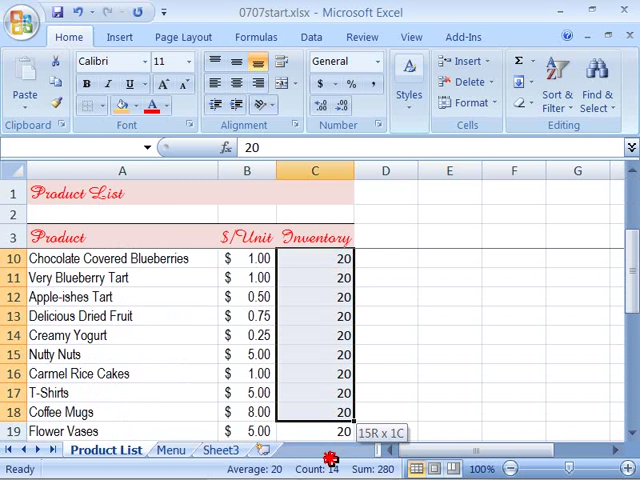 0707start.xlsx - Microsoft Excel
Home Insert Page Layout Formulas Data Review View Add-Ins
Paste Calibri 11 General Styles Insert Sort & Filter Find & Select
B I U A A $ % , Delete
A .0 .00 .00 .0 Format
Clipboard Font Alignment Number Cells Editing
fx 20
A B C D E F G
1 Product List
2
3 Product $/Unit Inventory
10 Chocolate Covered Blueberries $ 1.00 20
11 Very Blueberry Tart $ 1.00 20
12 Apple-ishes Tart $ 0.50 20
13 Delicious Dried Fruit $ 0.75 20
14 Creamy Yogurt $ 0.25 20
15 Nutty Nuts $ 5.00 20
16 Carmel Rice Cakes $ 1.00 20
17 T-Shirts $ 5.00 20
18 Coffee Mugs $ 8.00 20
19 Flower Vases $ 5.00 20
15R x 1C
Product List Menu Sheet3
Ready Average: 20 Count: 14 Sum: 280 100%